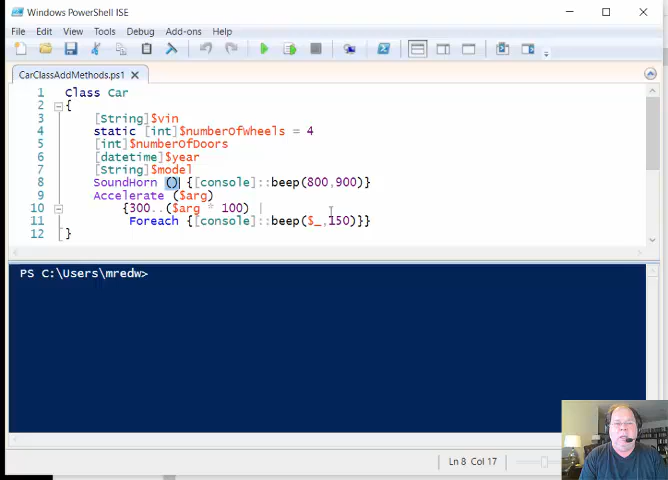 Windows PowerShell ISE
File Edit View Tools Debug Add-ons Help
CarClassAddMethods.ps1
1 Class Car
2 {
3 [String]$vin
4 static [int]$numberOfWheels = 4
5 [int]$numberOfDoors
6 [datetime]$year
7 [String]$model
8 SoundHorn () {[console]::beep(800,900)}
9 Accelerate ($arg)
10 {300..($arg * 100) |
11 Foreach {[console]::beep($_,150)}}
12 }
PS C:\Users\mredw>
Ln 8 Col 17